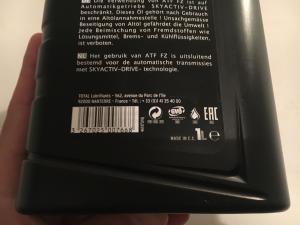 DE Die Verwendung von ATF FZ ist auf
Automatikgetriebe SKYACTIV-DRIVE
beschränkt. Dieses Öl gehört nach Gebrauch
in eine Altölannahmestelle ! Unsachgemässe
Beseitigung von Altöl gefährdet die Umwelt !
Jede Beimischung von Fremdstoffen wie
Lösungsmittel, Brems- und Kühlflüssigkeiten,
ist verboten.
NL Het gebruik van ATF FZ is uitsluitend
bestemd voor de automatische transmissies
met SKYACTIV-DRIVE- technologie.
TOTAL Lubrifiants - 562, avenue du Parc de l'Ile
92000 NANTERRE - France - Tél. : + 33 (0)1 41 35 40 00
EAC
1L
MADE IN E.C.